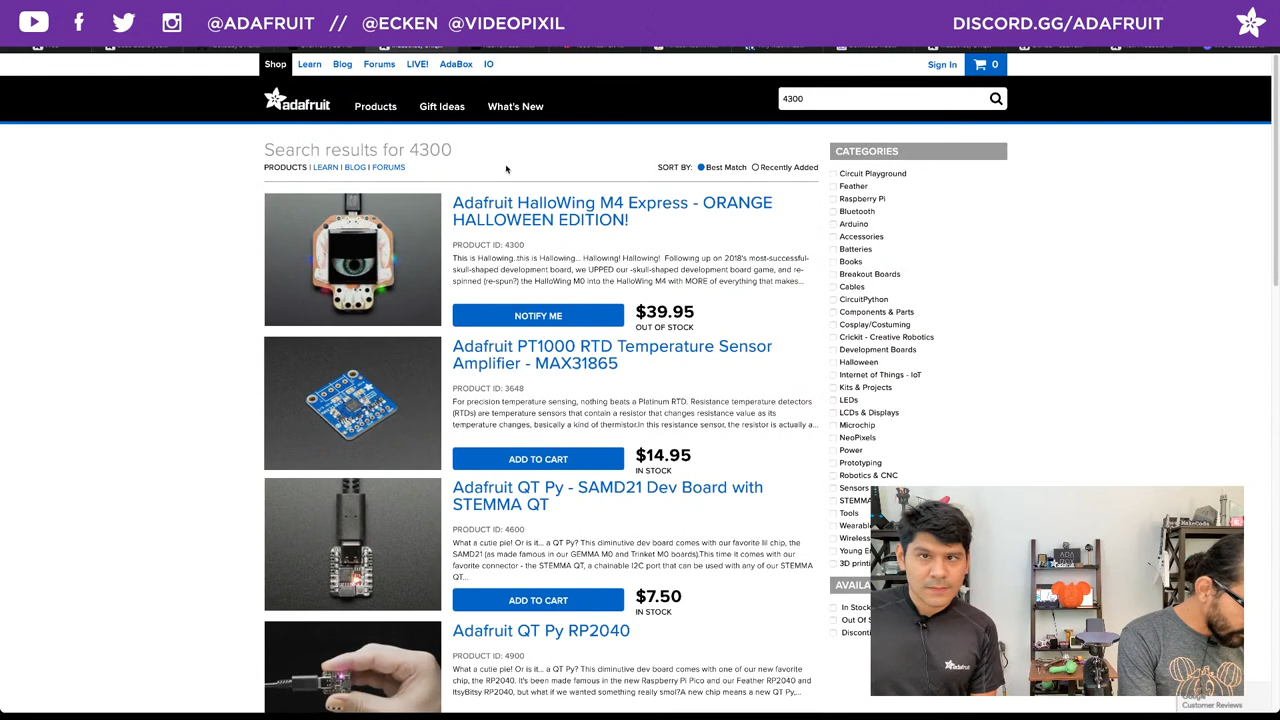 @ADAFRUIT // @ECKEN @VIDEOPIXIL
DISCORD.GG/ADAFRUIT
Shop Learn Blog Forums LIVE! AdaBox IO
Sign In 0
adafruit Products Gift Ideas What's New
4300
Search results for 4300
PRODUCTS | LEARN | BLOG | FORUMS
SORT BY: Best Match Recently Added
Adafruit HalloWing M4 Express - ORANGE
HALLOWEEN EDITION!
PRODUCT ID: 4300
This is Hallowing..this is Hallowing... Hallowing! Hallowing! Following up on 2018's most-successful-
skull-shaped development board, we UPPED our -skull-shaped development board game, and re-
spinned (re-spun?) the HalloWing M0 into the HalloWing M4 with MORE of everything that makes...
NOTIFY ME
$39.95
OUT OF STOCK
Adafruit PT1000 RTD Temperature Sensor
Amplifier - MAX31865
PRODUCT ID: 3648
For precision temperature sensing, nothing beats a Platinum RTD. Resistance temperature detectors
(RTDs) are temperature sensors that contain a resistor that changes resistance value as its
temperature changes, basically a kind of thermistor.In this resistance sensor, the resistor is actually a...
ADD TO CART
$14.95
IN STOCK
Adafruit QT Py - SAMD21 Dev Board with
STEMMA QT
PRODUCT ID: 4600
What a cutie pie! Or is it... a QT Py? This diminutive dev board comes with our favorite lil chip, the
SAMD21 (as made famous in our GEMMA M0 and Trinket M0 boards).This time it comes with our
favorite connector - the STEMMA QT, a chainable I2C port that can be used with any of our STEMMA
QT...
ADD TO CART
$7.50
IN STOCK
Adafruit QT Py RP2040
PRODUCT ID: 4900
What a cutie pie! Or is it... a QT Py? This diminutive dev board comes with one of our new favorite
chip, the RP2040. It's been made famous in the new Raspberry Pi Pico and our Feather RP2040 and
ItsyBitsy RP2040, but what if we wanted something really smol?A new chip means a new QT Py,...
CATEGORIES
Circuit Playground
Feather
Raspberry Pi
Bluetooth
Arduino
Accessories
Batteries
Books
Breakout Boards
Cables
CircuitPython
Components & Parts
Cosplay/Costuming
Crickit - Creative Robotics
Development Boards
Halloween
Internet of Things - IoT
Kits & Projects
LEDs
LCDs & Displays
Microchip
NeoPixels
Power
Prototyping
Robotics & CNC
Sensors
STEMMA
Tools
Wearable
Wireless
Young En
3D print
AVAILA
In Stock
Out Of S
Disconti
adafruit
Google
Customer Reviews